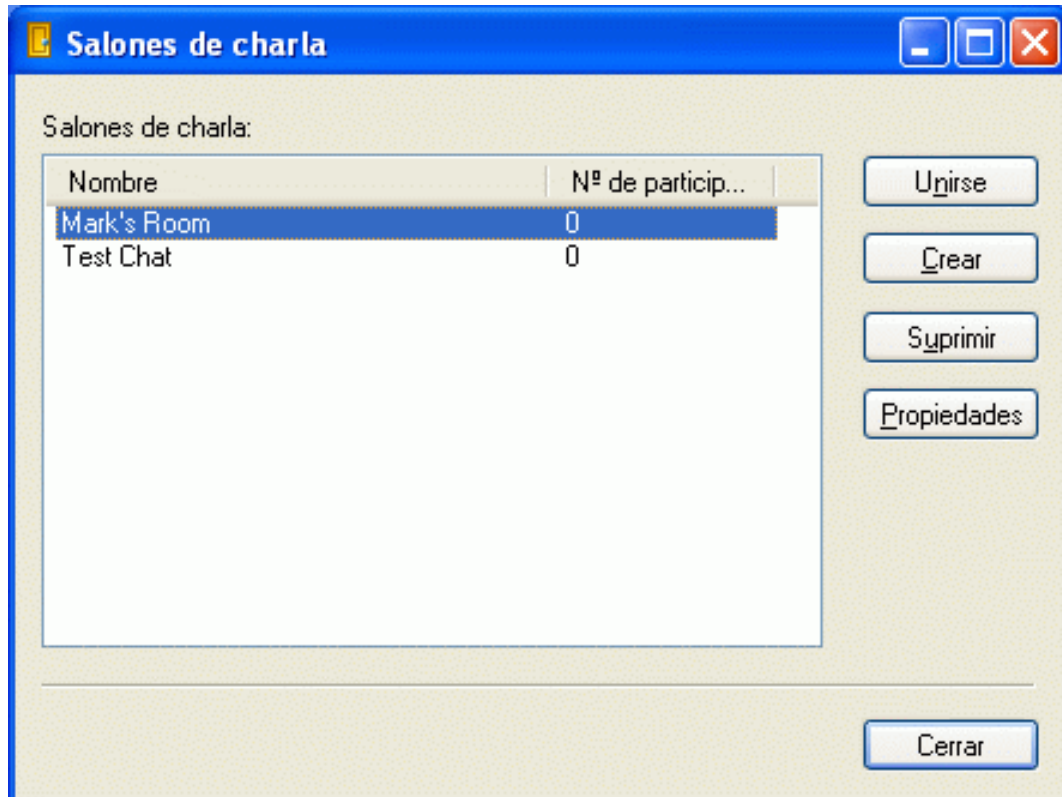 Salones de charla
Salones de charla:
Nombre Nº de particip...
Mark's Room 0
Test Chat 0
Unirse
Crear
Suprimir
Propiedades
Cerrar